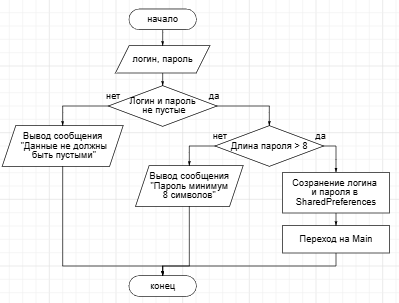 начало
логин, пароль
нет
да
Логин и пароль
не пустые
Вывод сообщения
"Данные не должны
быть пустыми"
нет
да
Длина пароля > 8
Вывод сообщения
"Пароль минимум
8 символов"
Созранение логина
и пароля в
SharedPreferences
Переход на Main
конец